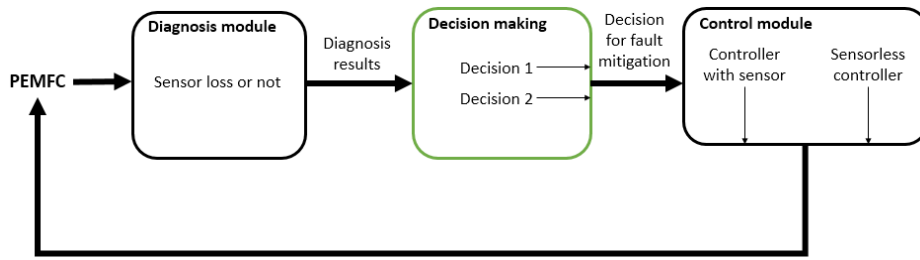 PEMFC
Diagnosis module
Sensor loss or not
Diagnosis
results
Decision making
Decision 1
Decision 2
Decision
for fault
mitigation
Control module
Controller
with sensor
Sensorless
controller